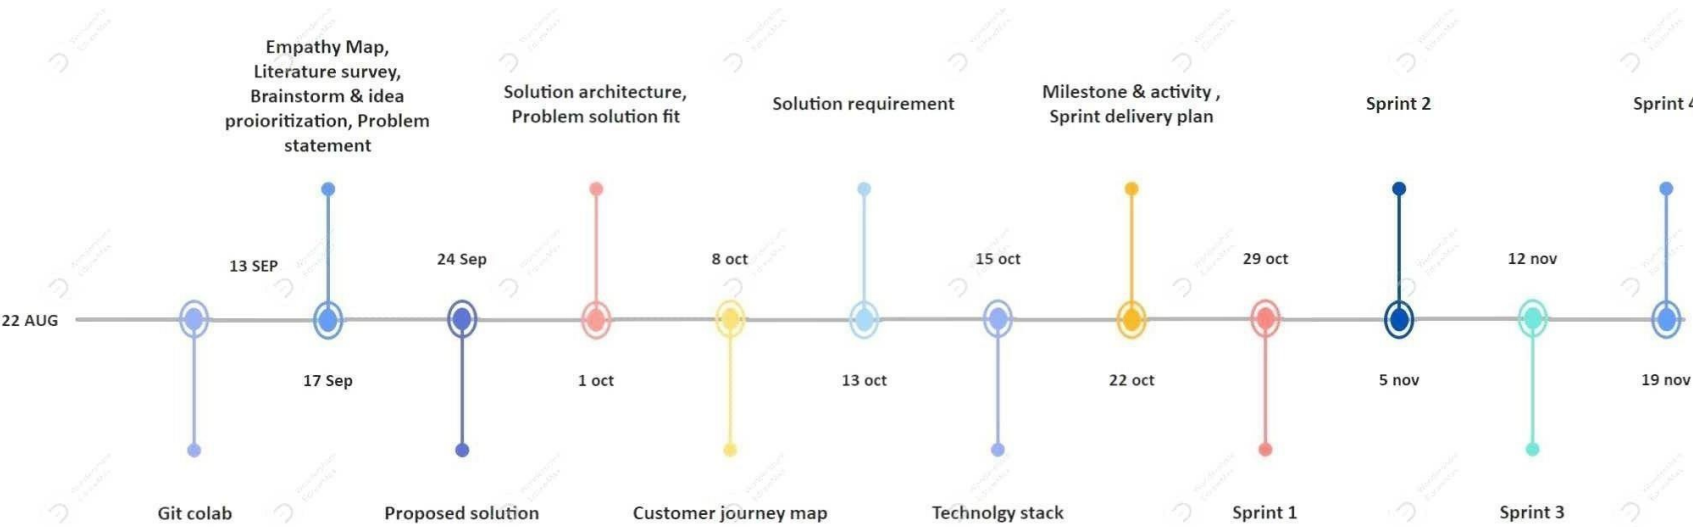 Empathy Map,
Literature survey,
Brainstorm & idea
proioritization, Problem
statement
Solution architecture,
Problem solution fit
Solution requirement
Milestone & activity ,
Sprint delivery plan
Sprint 2
Sprint 4
13 SEP
24 Sep
8 oct
15 oct
29 oct
12 nov
22 AUG
17 Sep
1 oct
13 oct
22 oct
5 nov
19 nov
Git colab
Proposed solution
Customer journey map
Technolgy stack
Sprint 1
Sprint 3